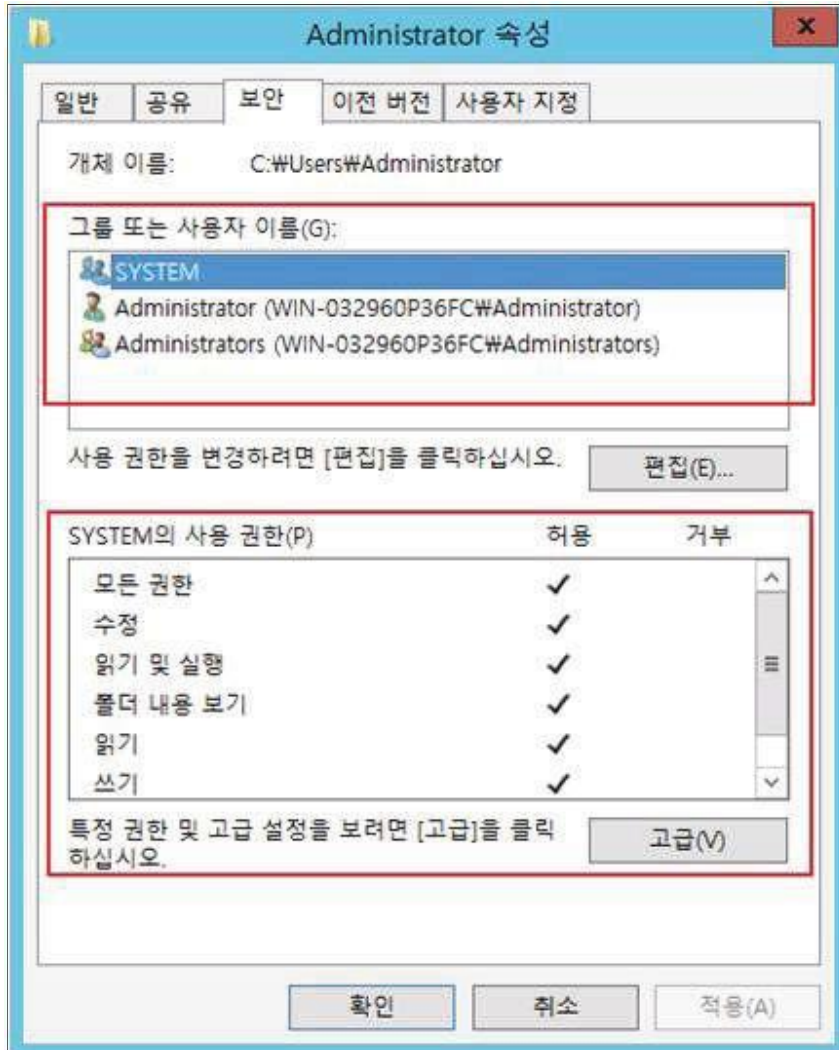 Administrator 속성
일반 공유 보안 이전 버전 사용자 지정
개체 이름: C:₩Users₩Administrator
그룹 또는 사용자 이름(G):
SYSTEM
Administrator (WIN-032960P36FC₩Administrator)
Administrators (WIN-032960P36FC₩Administrators)
사용 권한을 변경하려면 [편집]을 클릭하십시오.
편집(E)...
SYSTEM의 사용 권한(P) 허용 거부
모든 권한
수정
읽기 및 실행
폴더 내용 보기
읽기
쓰기
특정 권한 및 고급 설정을 보려면 [고급]을 클릭
하십시오.
고급(V)
확인 취소 적용(A)